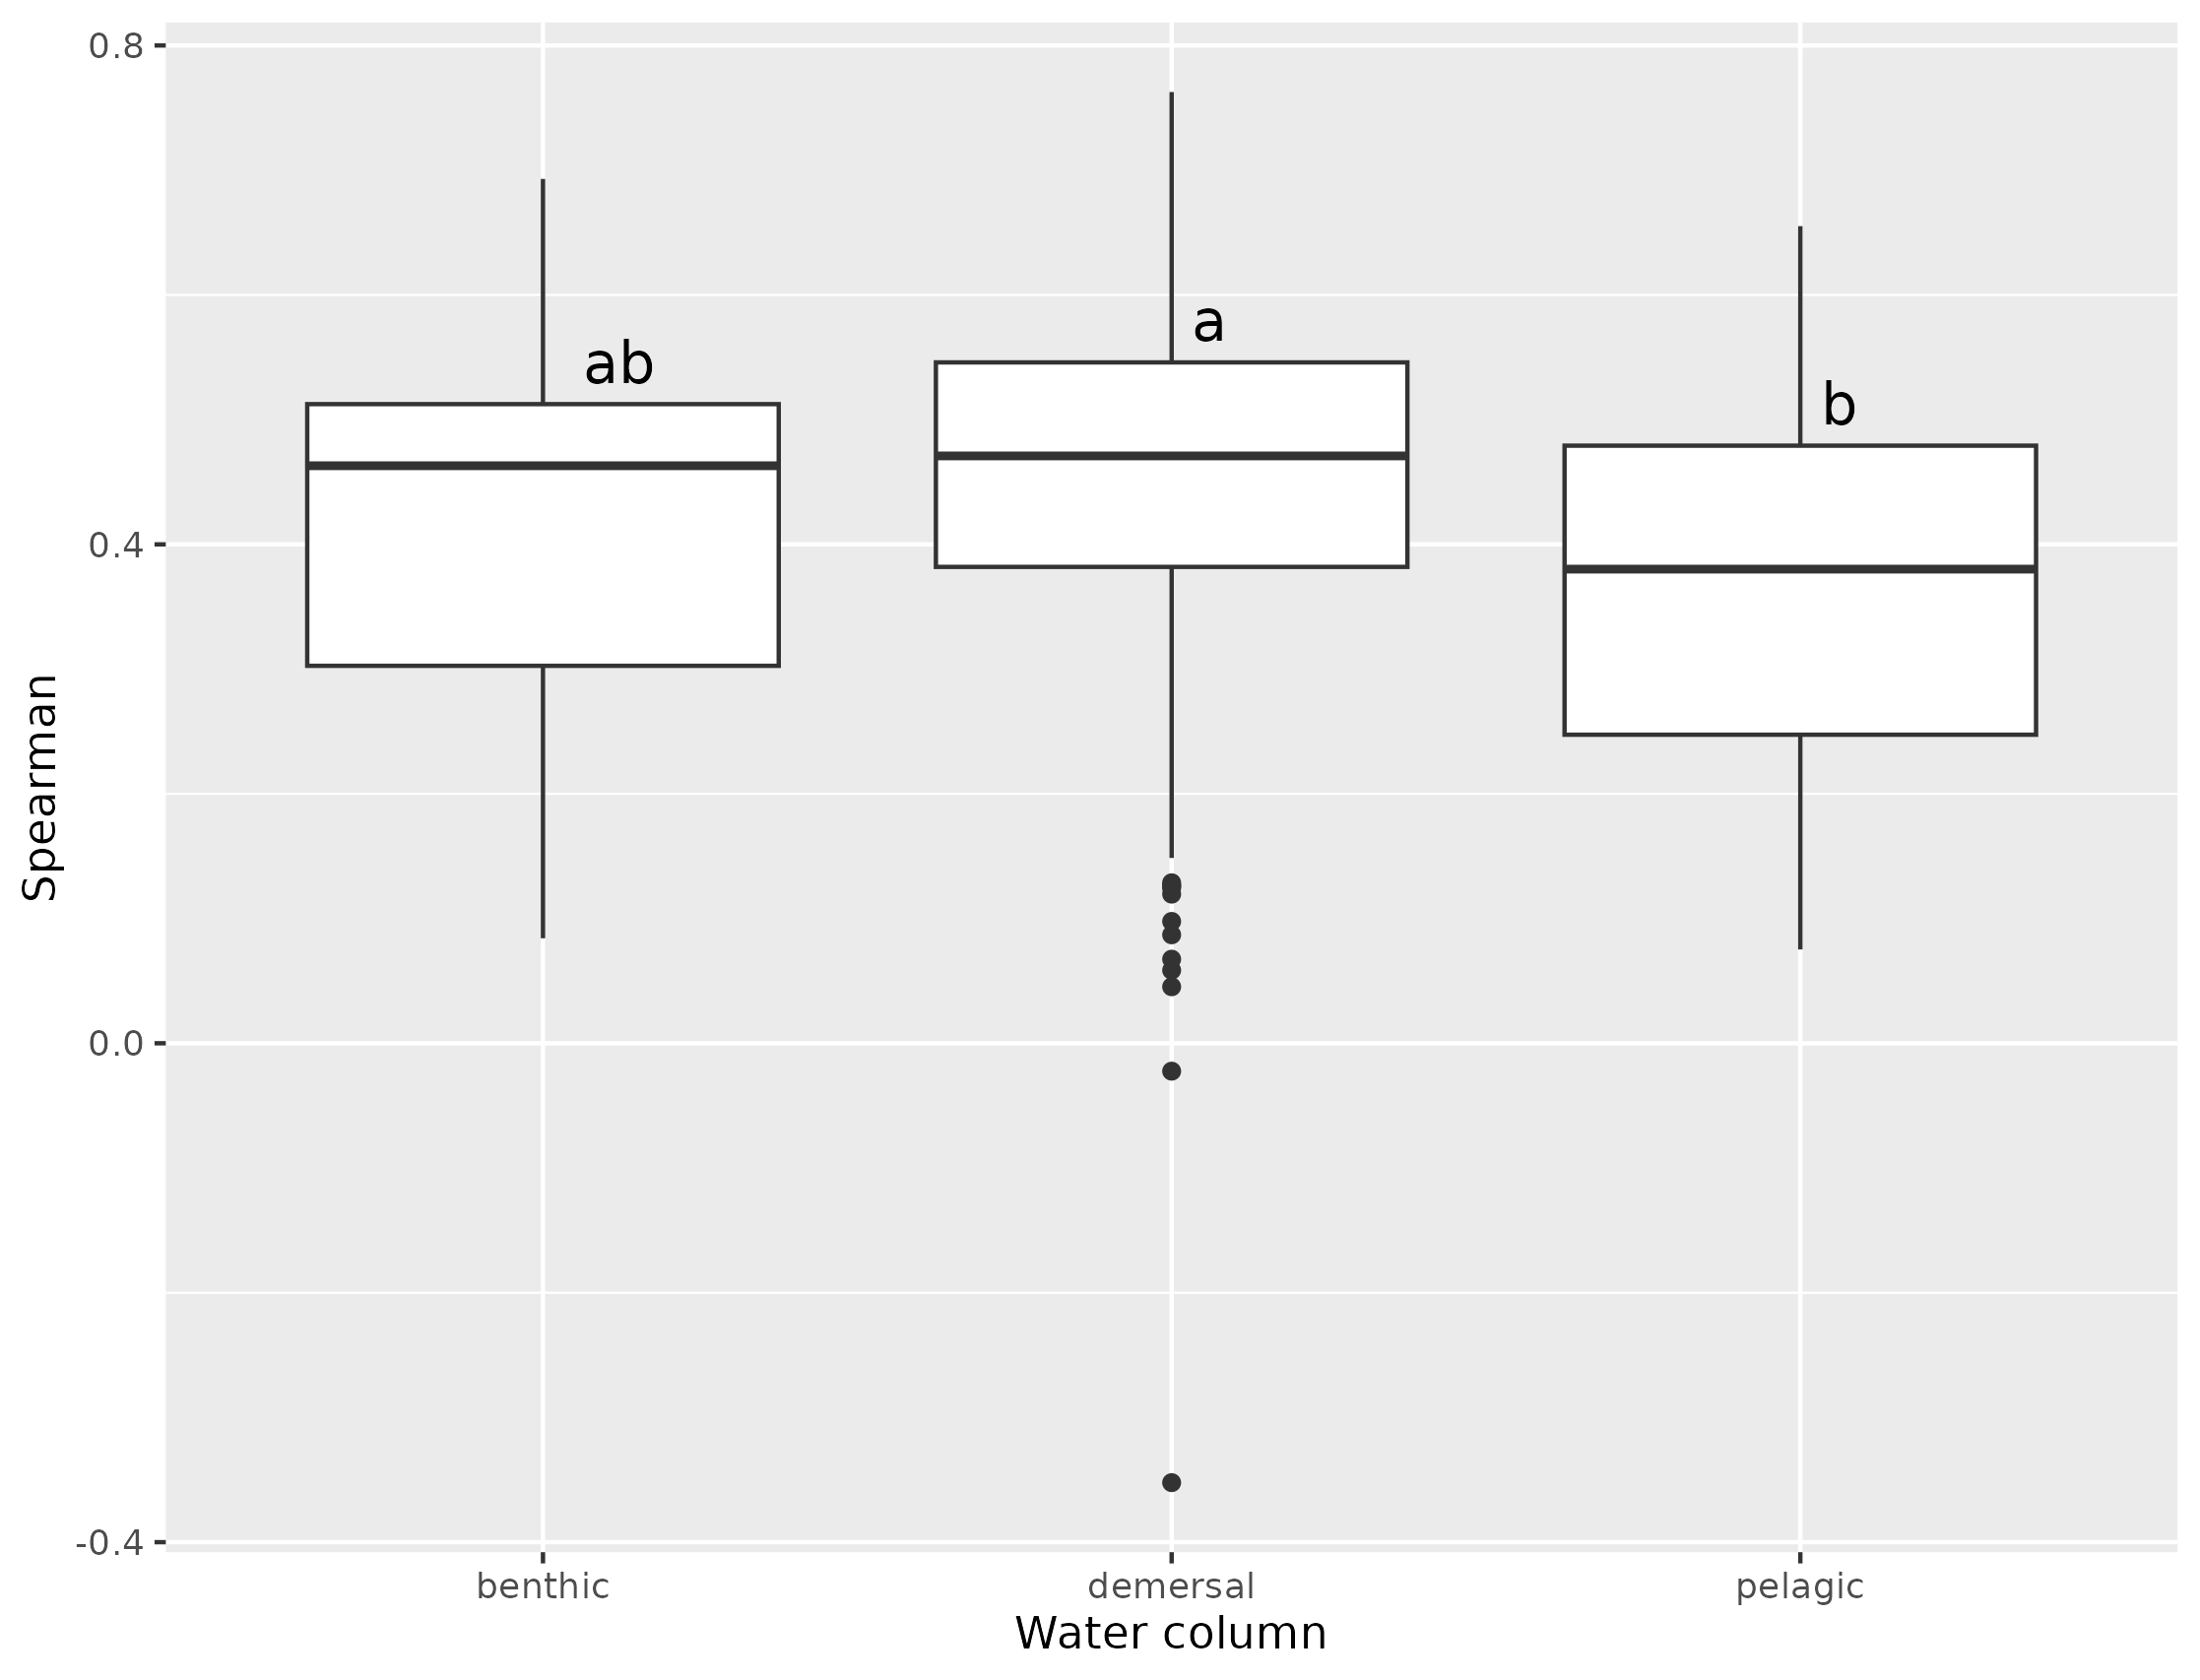 0.8
0.4
0.0
-0.4
Spearman
ab
a
b
benthic
demersal
pelagic
Water column